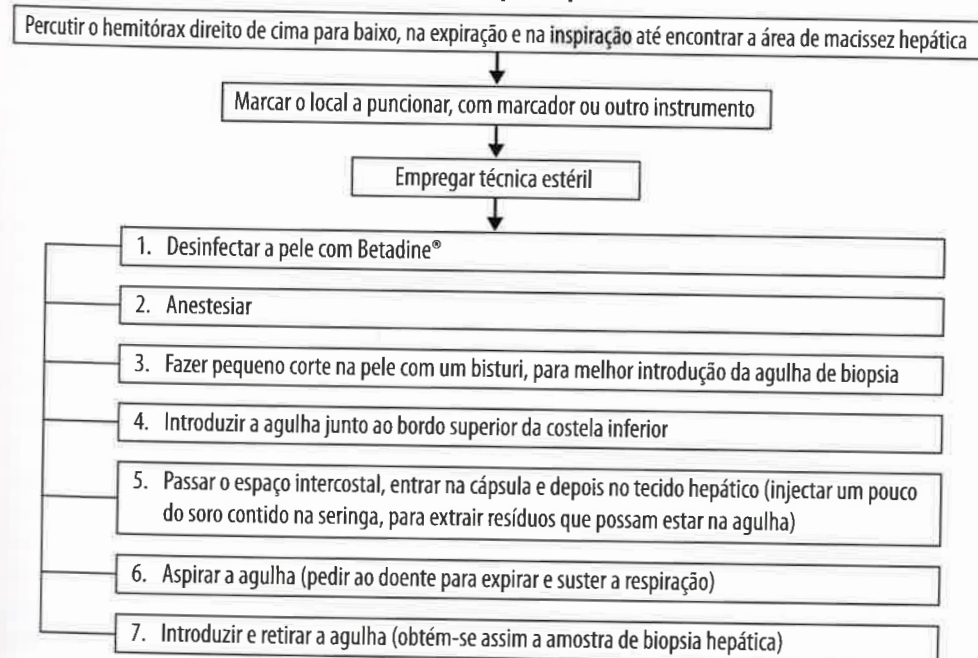 Percutir o hemitórax direito de cima para baixo, na expiração e na inspiração até encontrar a área de macissez hepática
Marcar o local a puncionar, com marcador ou outro instrumento
Empregar técnica estéril
1. Desinfectar a pele com Betadine®
2. Anestesiar
3. Fazer pequeno corte na pele com um bisturi, para melhor introdução da agulha de biopsia
4. Introduzir a agulha junto ao bordo superior da costela inferior
5. Passar o espaço intercostal, entrar na cápsula e depois no tecido hepático (injectar um pouco
do soro contido na seringa, para extrair resíduos que possam estar na agulha)
6. Aspirar a agulha (pedir ao doente para expirar e suster a respiração)
7. Introduzir e retirar a agulha (obtém-se assim a amostra de biopsia hepática)